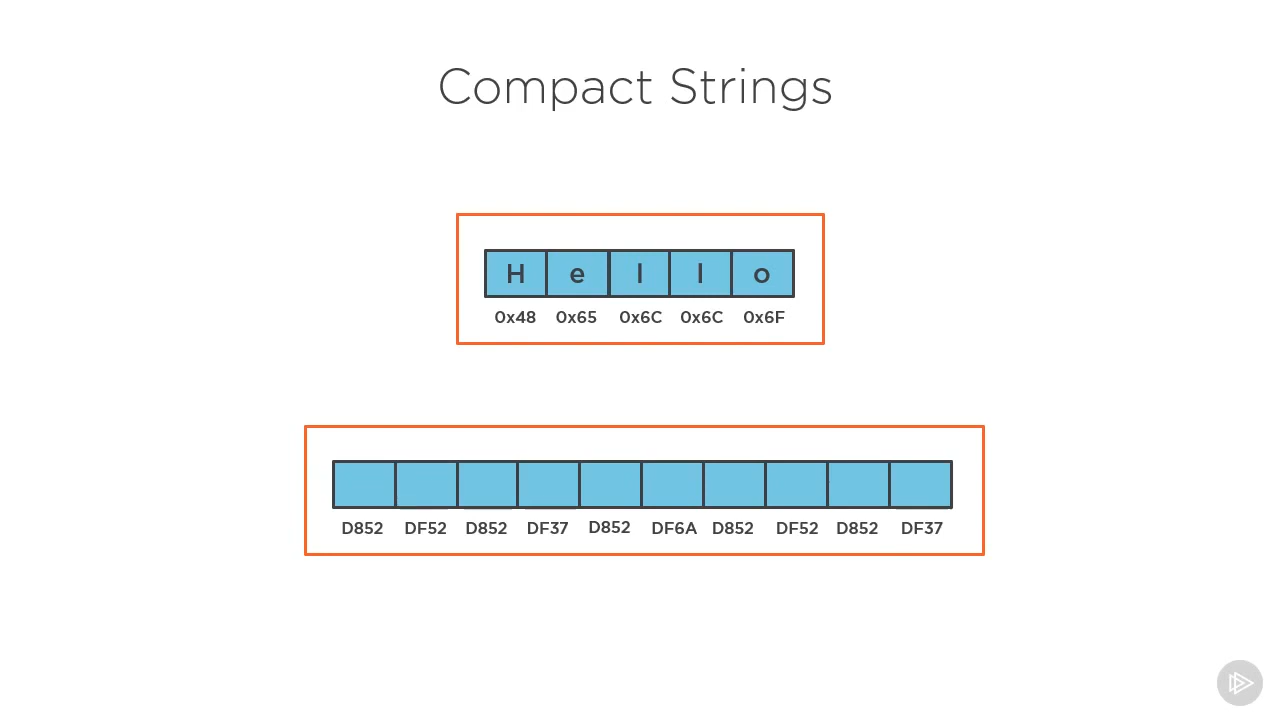 Compact Strings
H e l l o
0x48 0x65 0x6C 0x6C 0x6F
D852 DF52 D852 DF37 D852 DF6A D852 DF52 D852 DF37